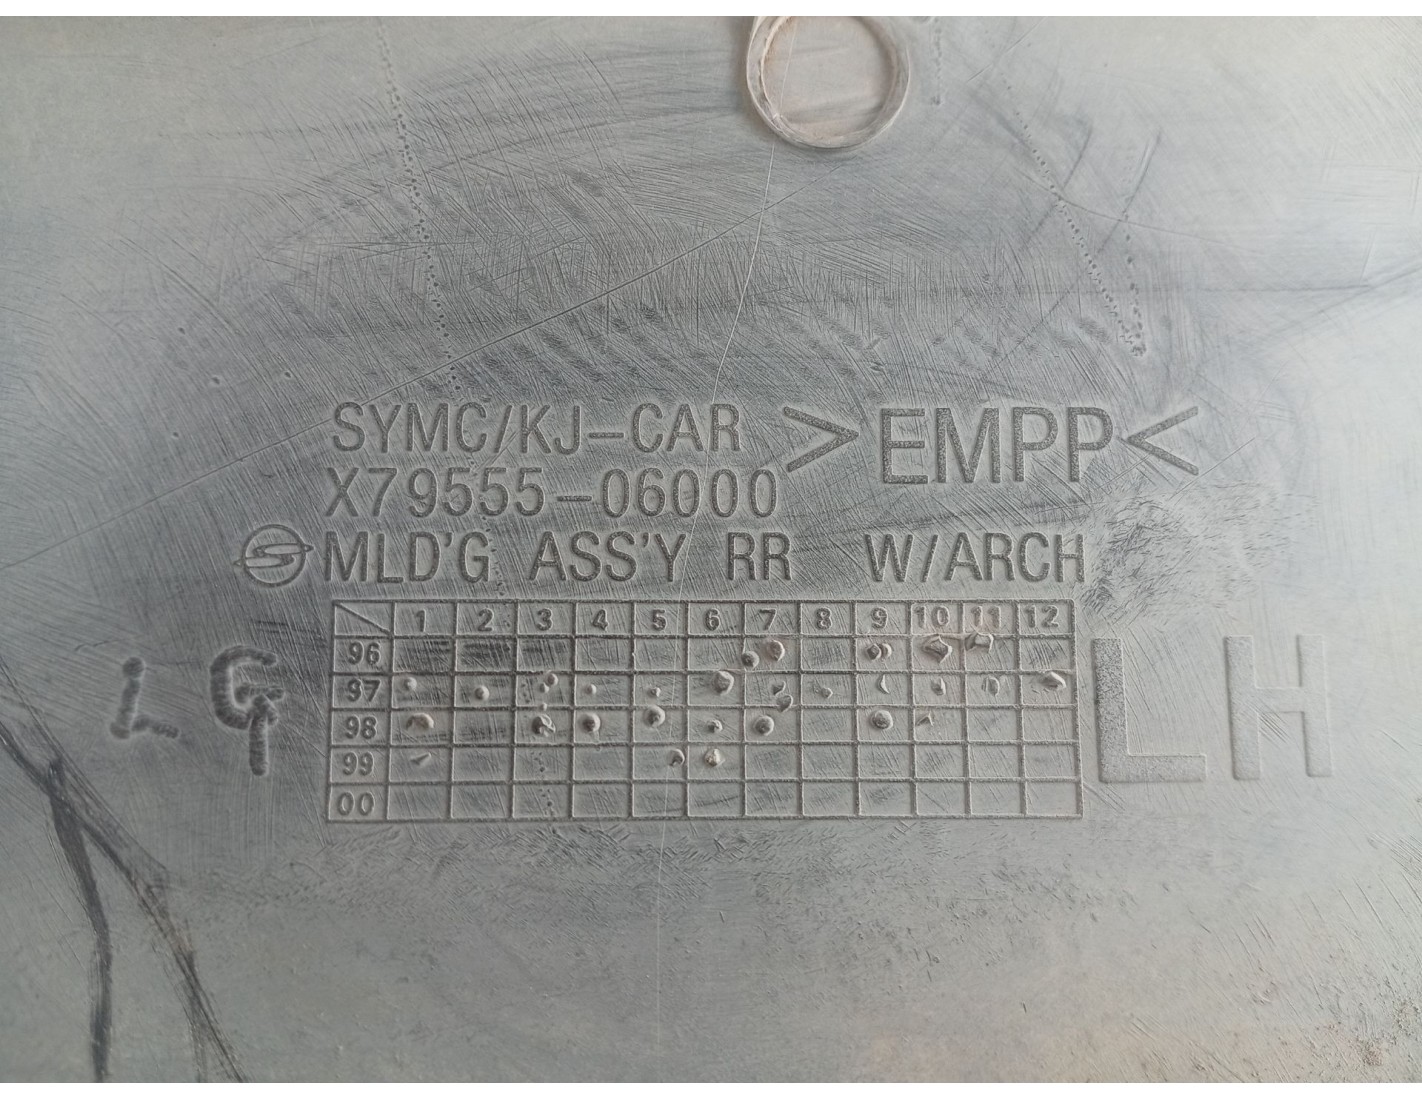 SYMC/KJ-CAR >EMPP<
X79555-06000
MLD'G ASS'Y RR W/ARCH
1 2 3 4 5 6 7 8 9 10 11 12
96
97
98
99
00
LG
LH